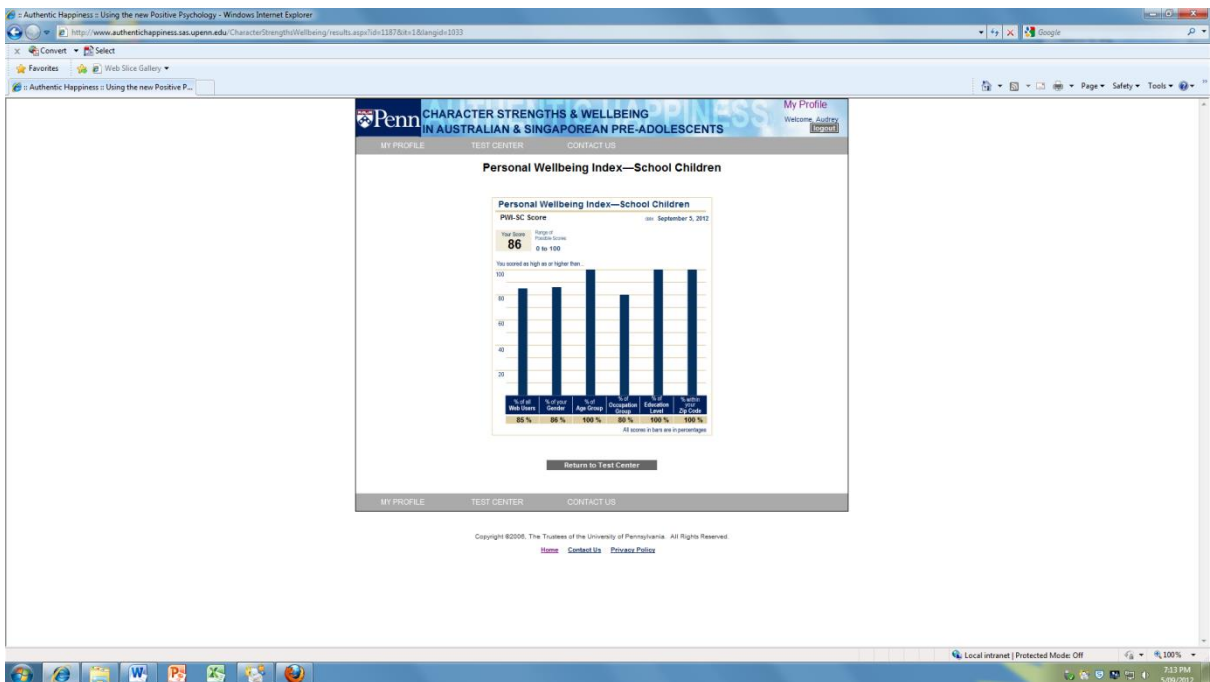 :: Authentic Happiness :: Using the new Positive Psychology - Windows Internet Explorer
http://www.authentichappiness.sas.upenn.edu/CharacterStrengthsWellbeing/results.aspx?id=1187&it=1&langid=1033
Google
x Convert Select
Favorites Web Slice Gallery
:: Authentic Happiness :: Using the new Positive P...
Page Safety Tools
AUTHENTIC HAPPINESS
Penn
CHARACTER STRENGTHS & WELLBEING
IN AUSTRALIAN & SINGAPOREAN PRE-ADOLESCENTS
My Profile
Welcome, Audrey
logout
MY PROFILE TEST CENTER CONTACT US
Personal Wellbeing Index—School Children
Personal Wellbeing Index—School Children
PWI-SC Score
September 5, 2012
Your Score
86
Range of
Possible Scores
0 to 100
You scored as high as or higher than...
100
80
60
40
20
% of all
Web Users
% of your
Gender
% of
Age Group
% of
Occupation
Group
% of
Education
Level
% within
your
Zip Code
85 % 86 % 100 % 80 % 100 % 100 %
All scores in bars are in percentages
Return to Test Center
MY PROFILE TEST CENTER CONTACT US
Copyright ©2006, The Trustees of the University of Pennsylvania. All Rights Reserved.
Home Contact Us Privacy Policy
Local intranet | Protected Mode: Off
100%
7:13 PM
5/09/2012